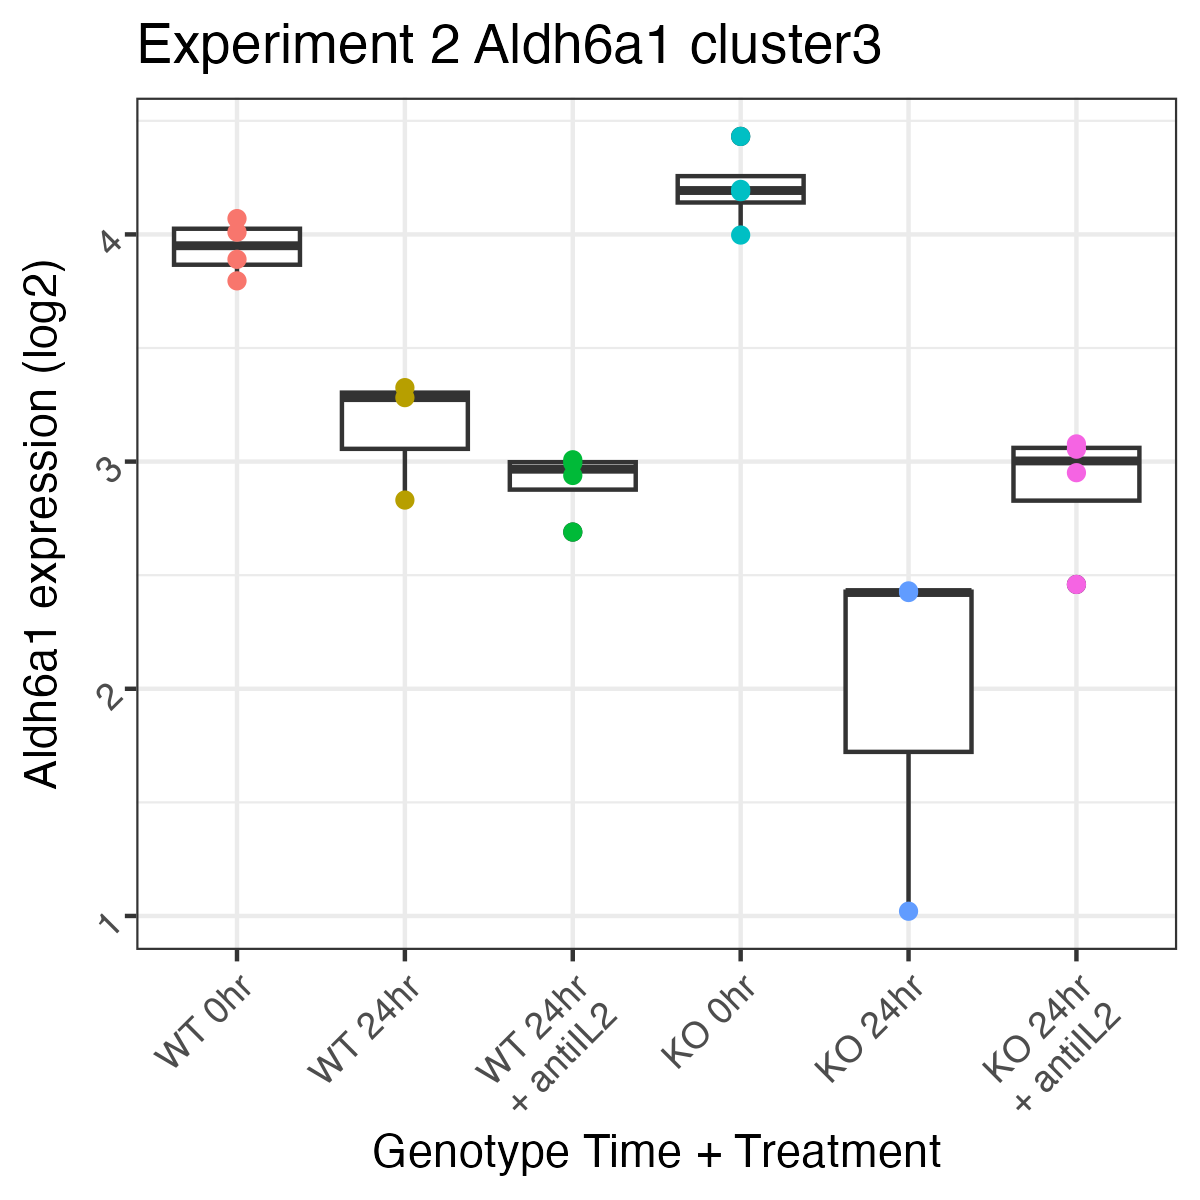 Experiment 2 Aldh6a1 cluster3
Aldh6a1 expression (log2)
4
3
2
1
WT 0hr
WT 24hr
WT 24hr
+ antiIL2
KO 0hr
KO 24hr
KO 24hr
+ antiIL2
Genotype Time + Treatment